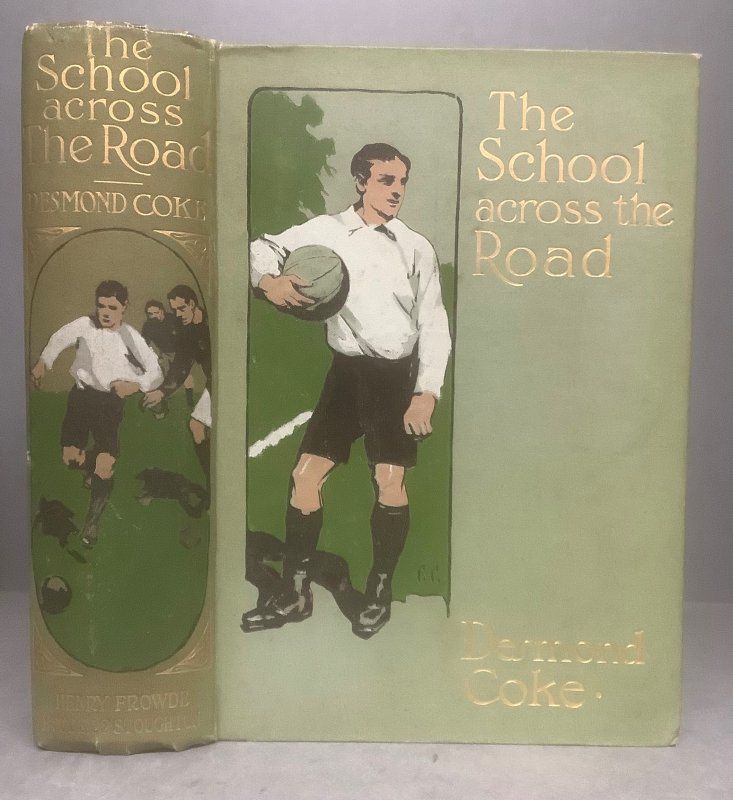 The
School
across
The Road
DESMOND COKE
HENRY FROWDE
The
School
across the
Road
Desmond
Coke.